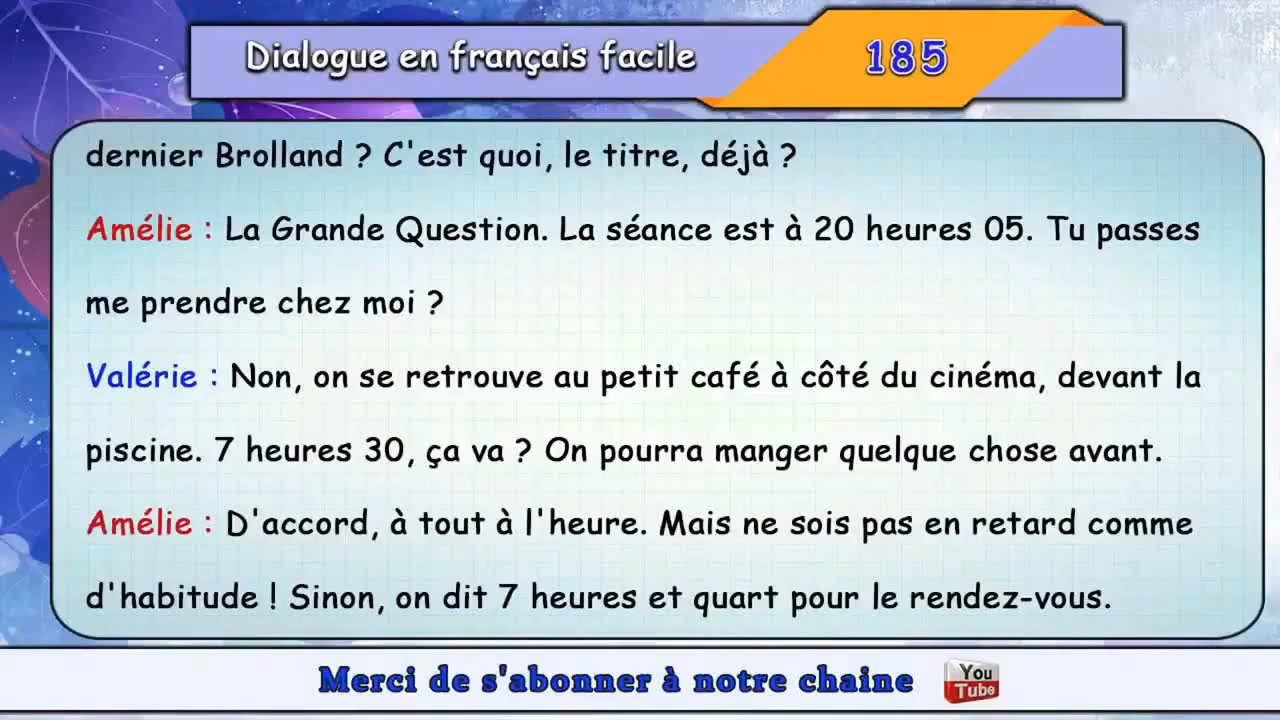 Dialogue en français facile
185
dernier Brolland ? C'est quoi, le titre, déjà ?
Amélie : La Grande Question. La séance est à 20 heures 05. Tu passes
me prendre chez moi ?
Valérie : Non, on se retrouve au petit café à côté du cinéma, devant la
piscine. 7 heures 30, ça va ? On pourra manger quelque chose avant.
Amélie : D'accord, à tout à l'heure. Mais ne sois pas en retard comme
d'habitude ! Sinon, on dit 7 heures et quart pour le rendez-vous.
Merci de s'abonner à notre chaine
You
Tube